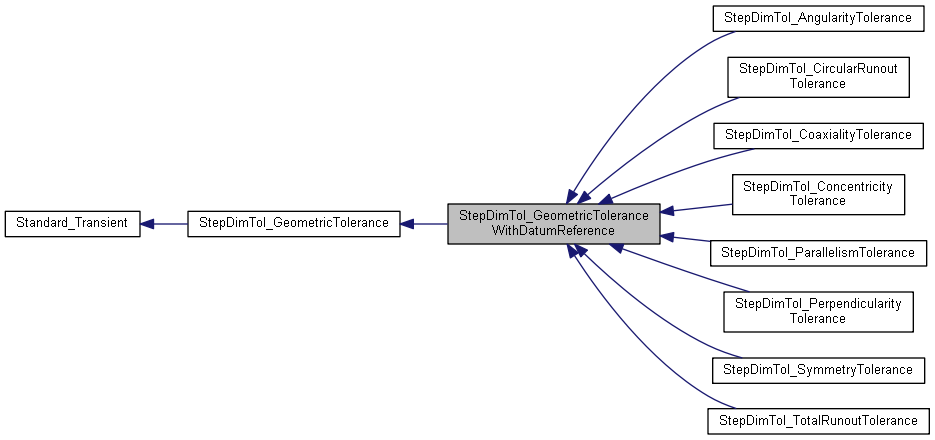 StepDimTol_AngularityTolerance
StepDimTol_CircularRunout
Tolerance
StepDimTol_CoaxialityTolerance
StepDimTol_Concentricity
Tolerance
Standard_Transient
StepDimTol_GeometricTolerance
StepDimTol_GeometricTolerance
WithDatumReference
StepDimTol_ParallelismTolerance
StepDimTol_Perpendicularity
Tolerance
StepDimTol_SymmetryTolerance
StepDimTol_TotalRunoutTolerance